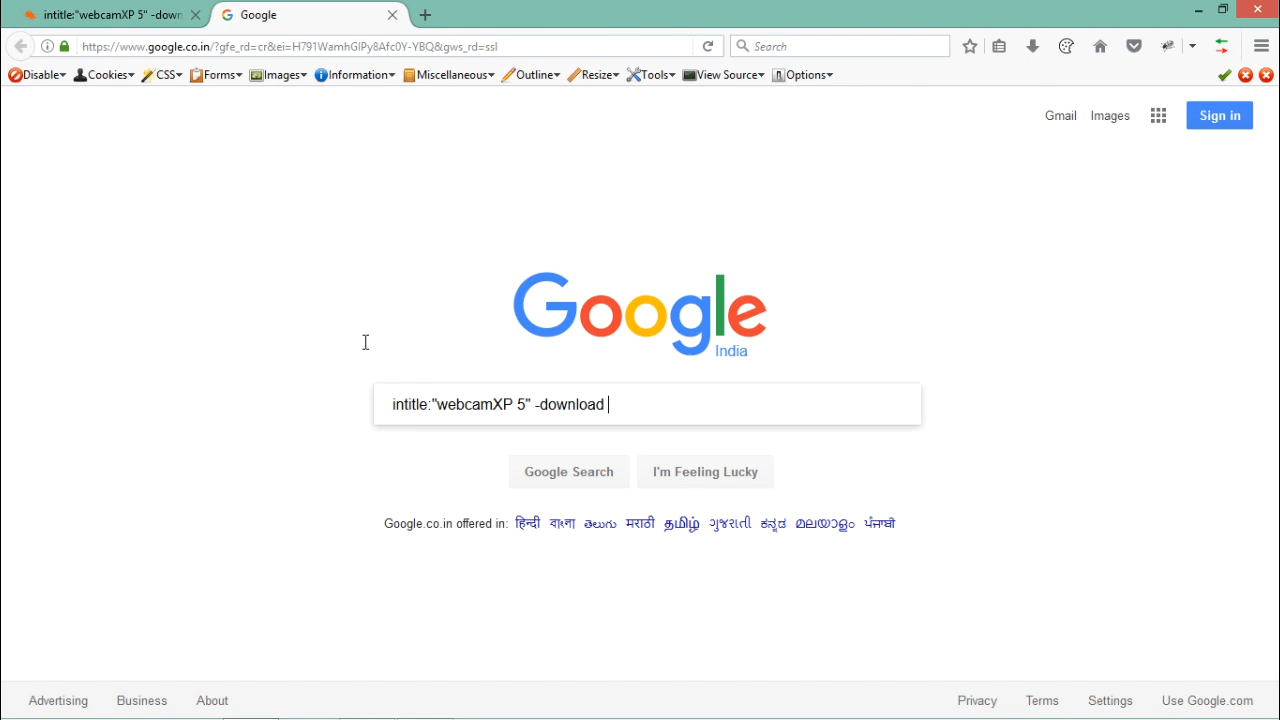 intitle:"webcamXP 5" -down
Google
https://www.google.co.in/?gfe_rd=cr&ei=H791WamhGIPy8Afc0Y-YBQ&gws_rd=ssl
Search
Disable Cookies CSS Forms Images Information Miscellaneous Outline Resize Tools View Source Options
Gmail Images Sign in
Google
India
intitle:"webcamXP 5" -download
Google Search I'm Feeling Lucky
Google.co.in offered in: हिन्दी বাংলা తెలుగు मराठी தமிழ் ગુજરાતી ಕನ್ನಡ മലയാളം ਪੰਜਾਬੀ
Advertising Business About Privacy Terms Settings Use Google.com